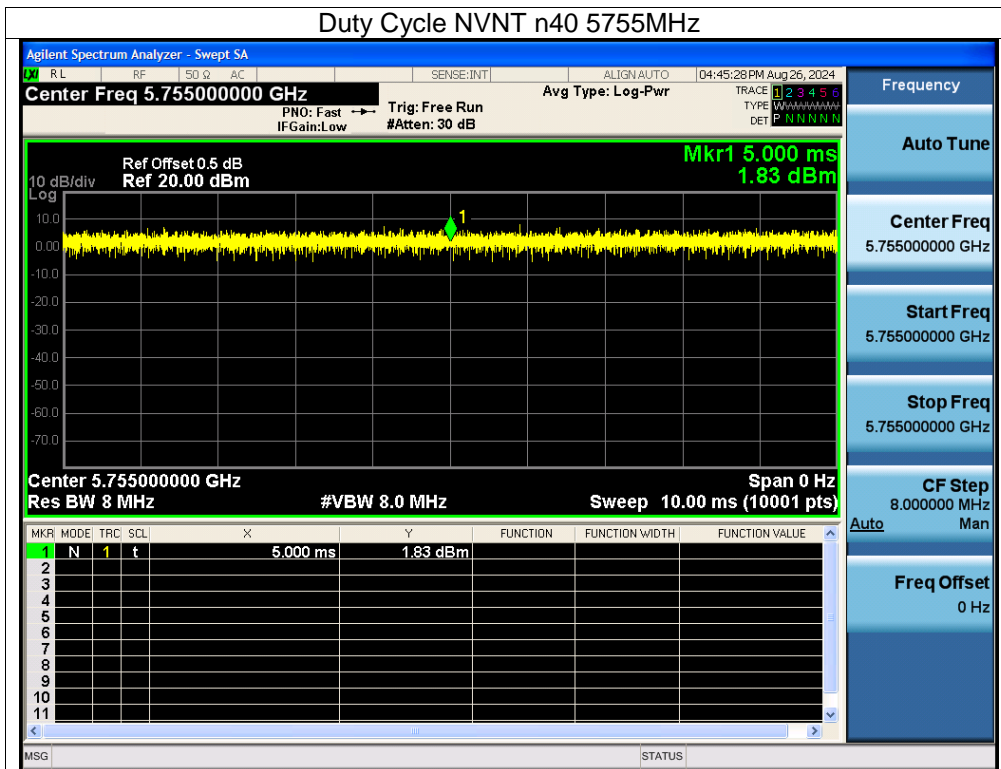 Duty Cycle NVNT n40 5755MHz
Agilent Spectrum Analyzer - Swept SA
LXI RL RF 50 Ω AC SENSE:INT ALIGN AUTO 04:45:28 PM Aug 26, 2024
Center Freq 5.755000000 GHz Avg Type: Log-Pwr TRACE 1 2 3 4 5 6
PNO: Fast Trig: Free Run TYPE WWWWWW
IFGain:Low #Atten: 30 dB DET P N N N N N
Frequency
Auto Tune
Center Freq
5.755000000 GHz
Start Freq
5.755000000 GHz
Stop Freq
5.755000000 GHz
CF Step
8.000000 MHz
Auto Man
Freq Offset
0 Hz
Mkr1 5.000 ms
1.83 dBm
Ref Offset 0.5 dB
10 dB/div Ref 20.00 dBm
Log
10.0
0.00
-10.0
-20.0
-30.0
-40.0
-50.0
-60.0
-70.0
1
Center 5.755000000 GHz Span 0 Hz
Res BW 8 MHz #VBW 8.0 MHz Sweep 10.00 ms (10001 pts)
MKR MODE TRC SCL X Y FUNCTION FUNCTION WIDTH FUNCTION VALUE
1 N 1 t 5.000 ms 1.83 dBm
2
3
4
5
6
7
8
9
10
11
MSG STATUS